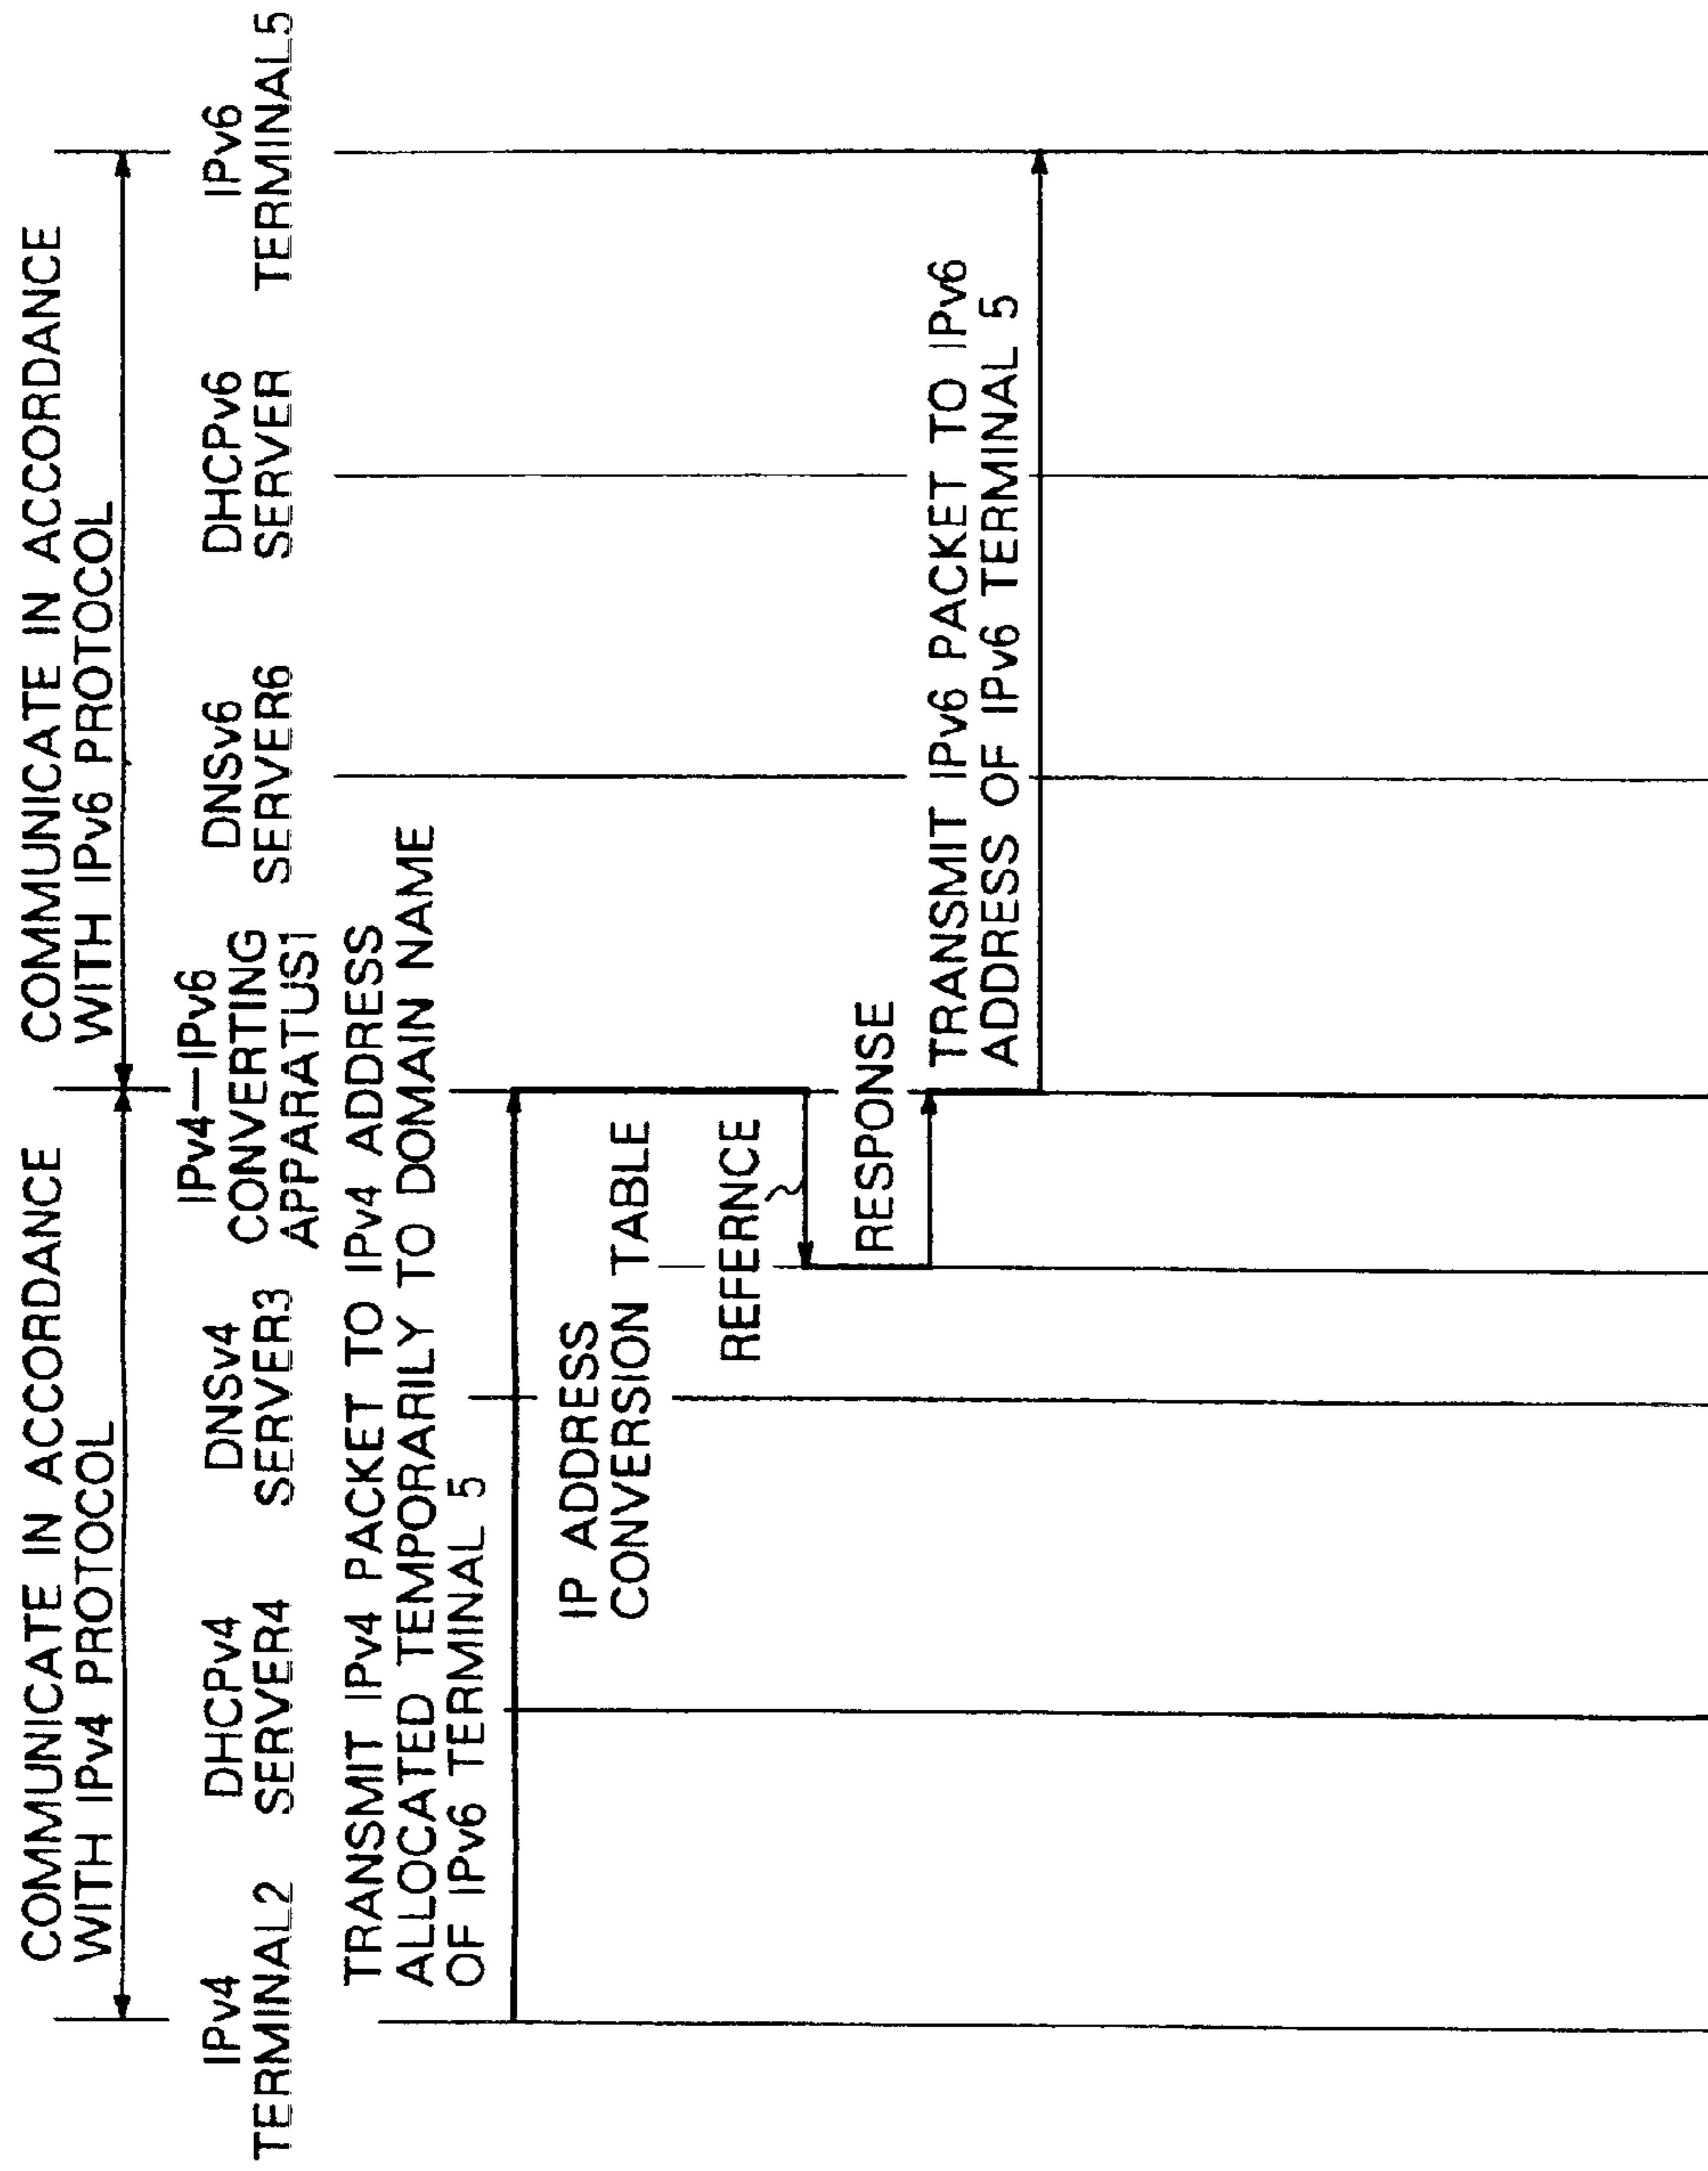 COMMUNICATE IN ACCORDANCE
WITH IPv4 PROTOCOL
COMMUNICATE IN ACCORDANCE
WITH IPv6 PROTOCOL
IPv4
TERMINAL2
DHCPv4
SERVER4
DNSv4
SERVER3
IPv4—IPv6
CONVERTING
APPARATUS1
DNSv6
SERVER6
DHCPv6
SERVER
IPv6
TERMINAL5
TRANSMIT IPv4 PACKET TO IPv4 ADDRESS
ALLOCATED TEMPORARILY TO DOMAIN NAME
OF IPv6 TERMINAL 5
IP ADDRESS
CONVERSION TABLE
REFERNCE
RESPONSE
TRANSMIT IPv6 PACKET TO IPv6
ADDRESS OF IPv6 TERMINAL 5